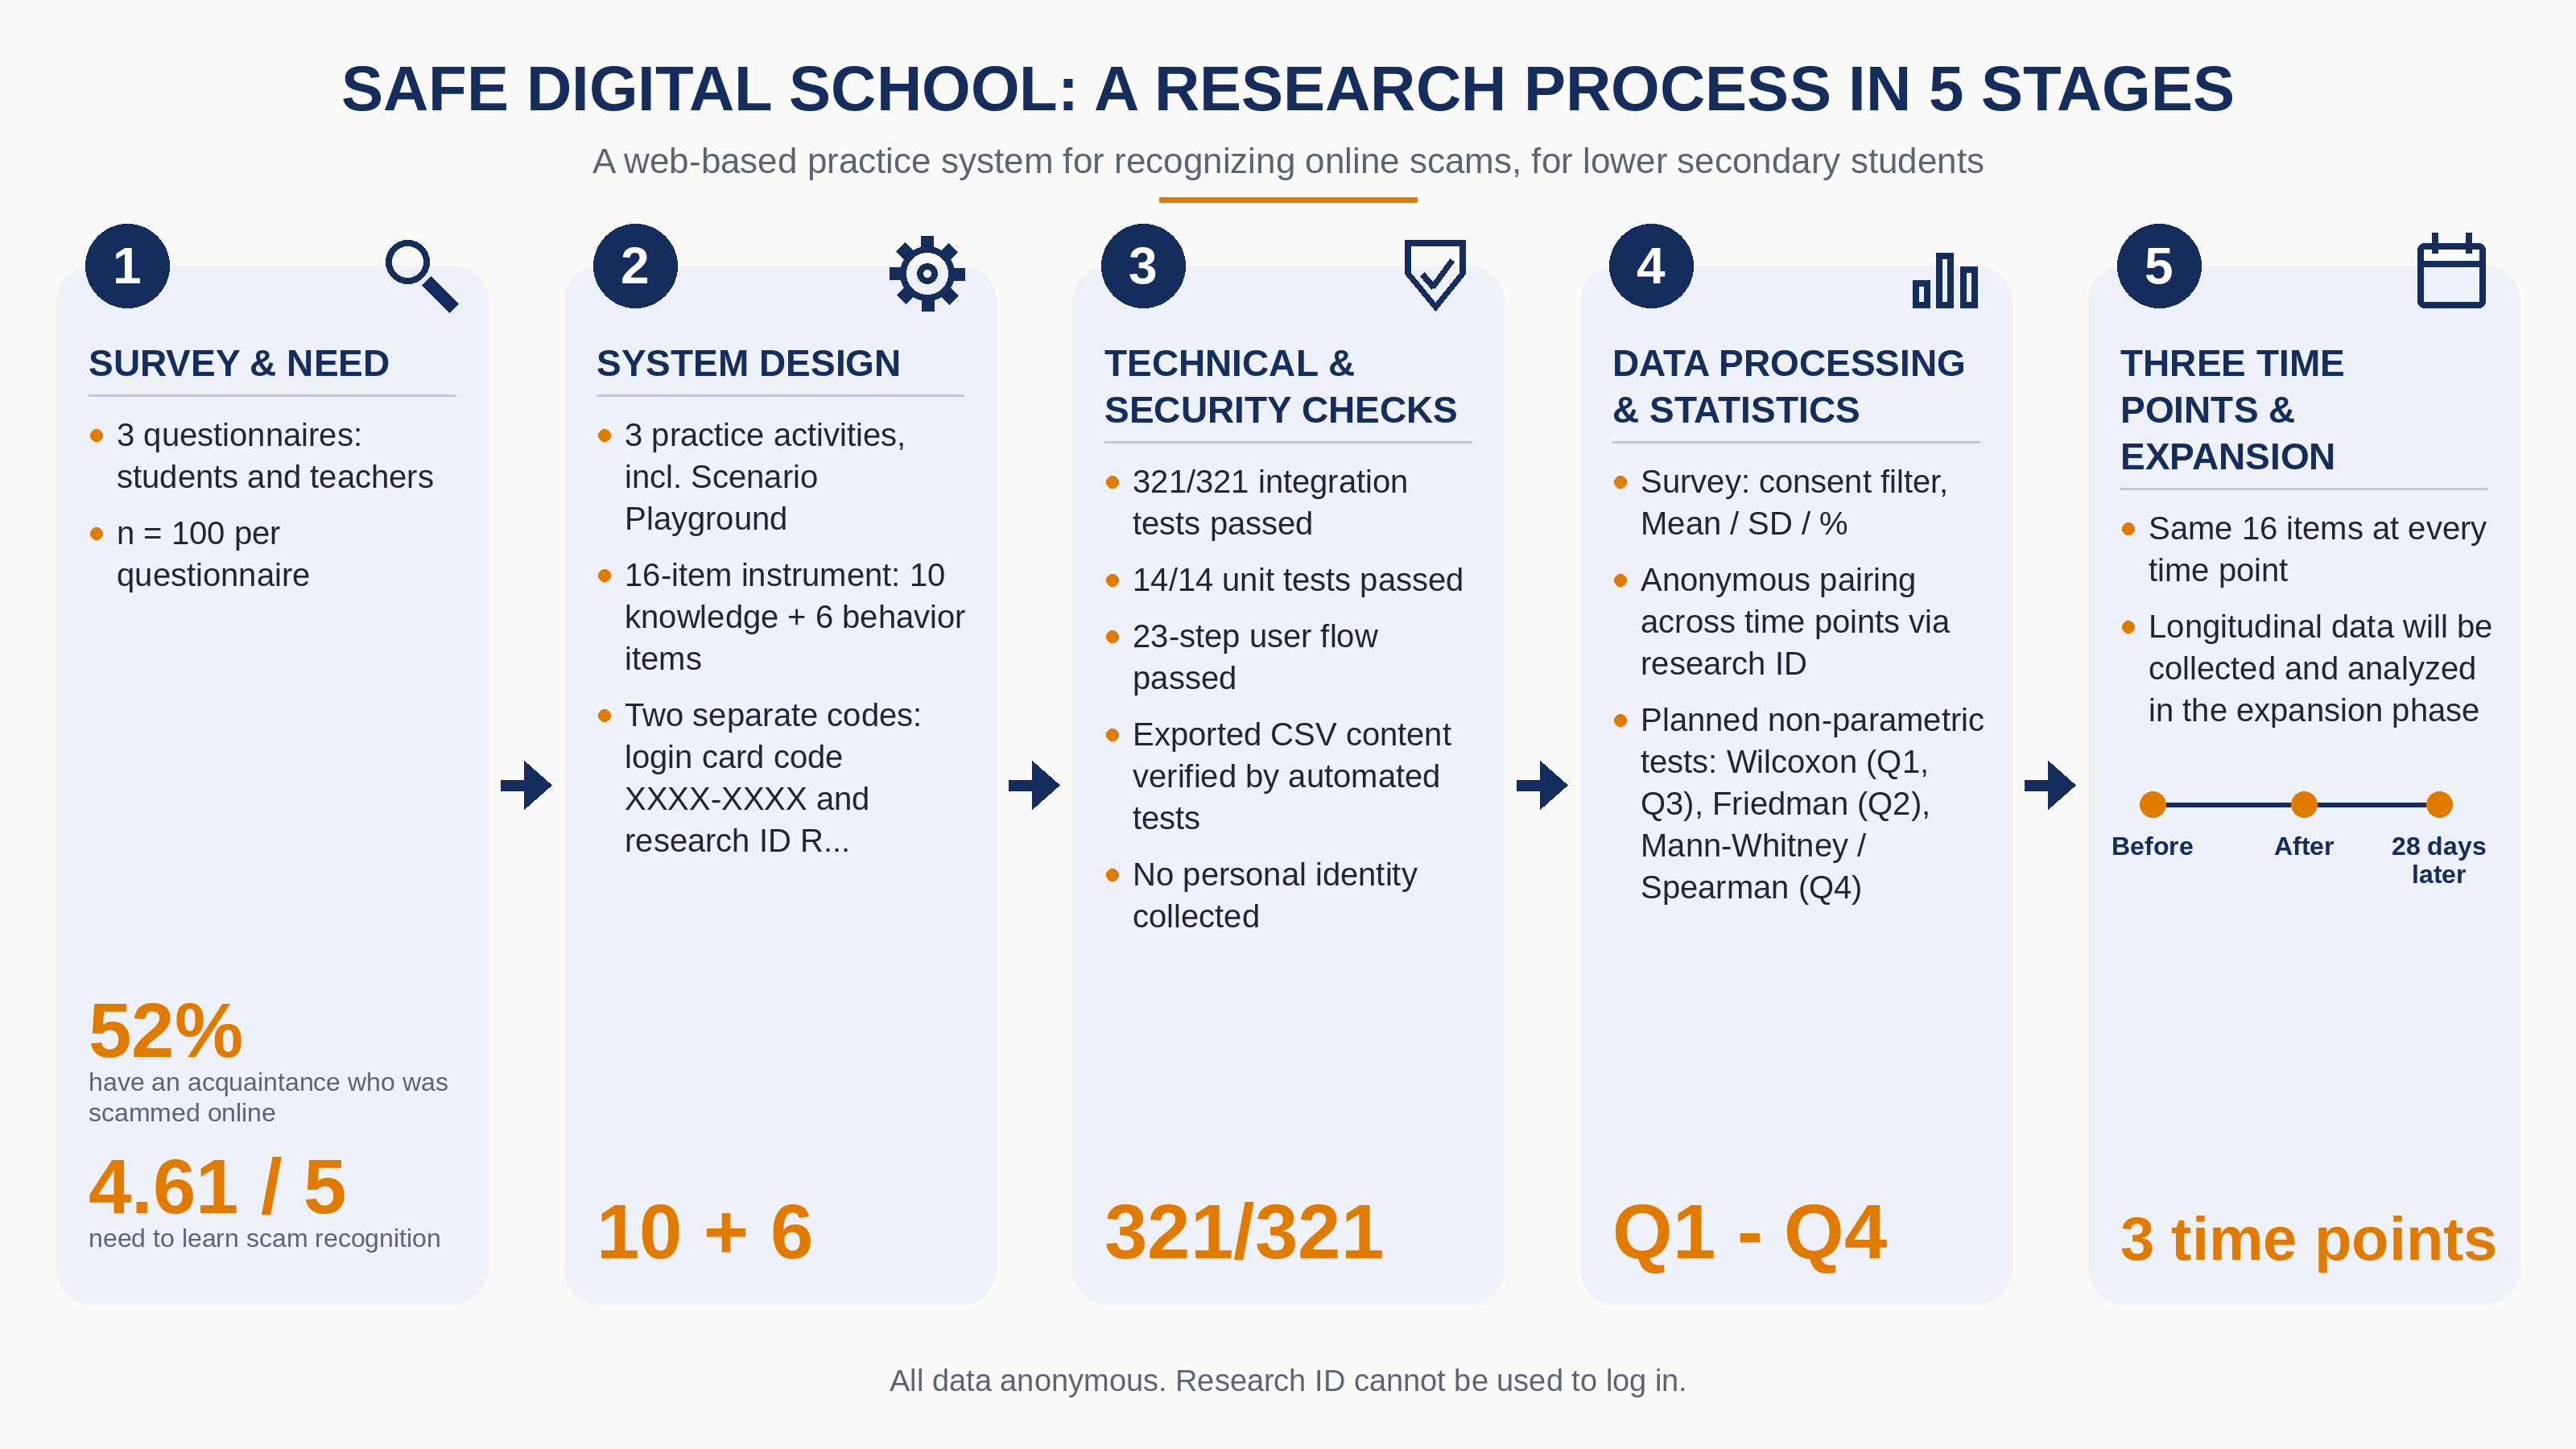 SAFE DIGITAL SCHOOL: A RESEARCH PROCESS IN 5 STAGES
A web-based practice system for recognizing online scams, for lower secondary students
1
SURVEY & NEED
• 3 questionnaires:
students and teachers
• n = 100 per
questionnaire
52%
have an acquaintance who was
scammed online
4.61 / 5
need to learn scam recognition
2
SYSTEM DESIGN
• 3 practice activities,
incl. Scenario
Playground
• 16-item instrument: 10
knowledge + 6 behavior
items
• Two separate codes:
login card code
XXXX-XXXX and
research ID R...
10 + 6
3
TECHNICAL &
SECURITY CHECKS
• 321/321 integration
tests passed
• 14/14 unit tests passed
• 23-step user flow
passed
• Exported CSV content
verified by automated
tests
• No personal identity
collected
321/321
4
DATA PROCESSING
& STATISTICS
• Survey: consent filter,
Mean / SD / %
• Anonymous pairing
across time points via
research ID
• Planned non-parametric
tests: Wilcoxon (Q1,
Q3), Friedman (Q2),
Mann-Whitney /
Spearman (Q4)
Q1 - Q4
5
THREE TIME
POINTS &
EXPANSION
• Same 16 items at every
time point
• Longitudinal data will be
collected and analyzed
in the expansion phase
Before
After
28 days
later
3 time points
All data anonymous. Research ID cannot be used to log in.